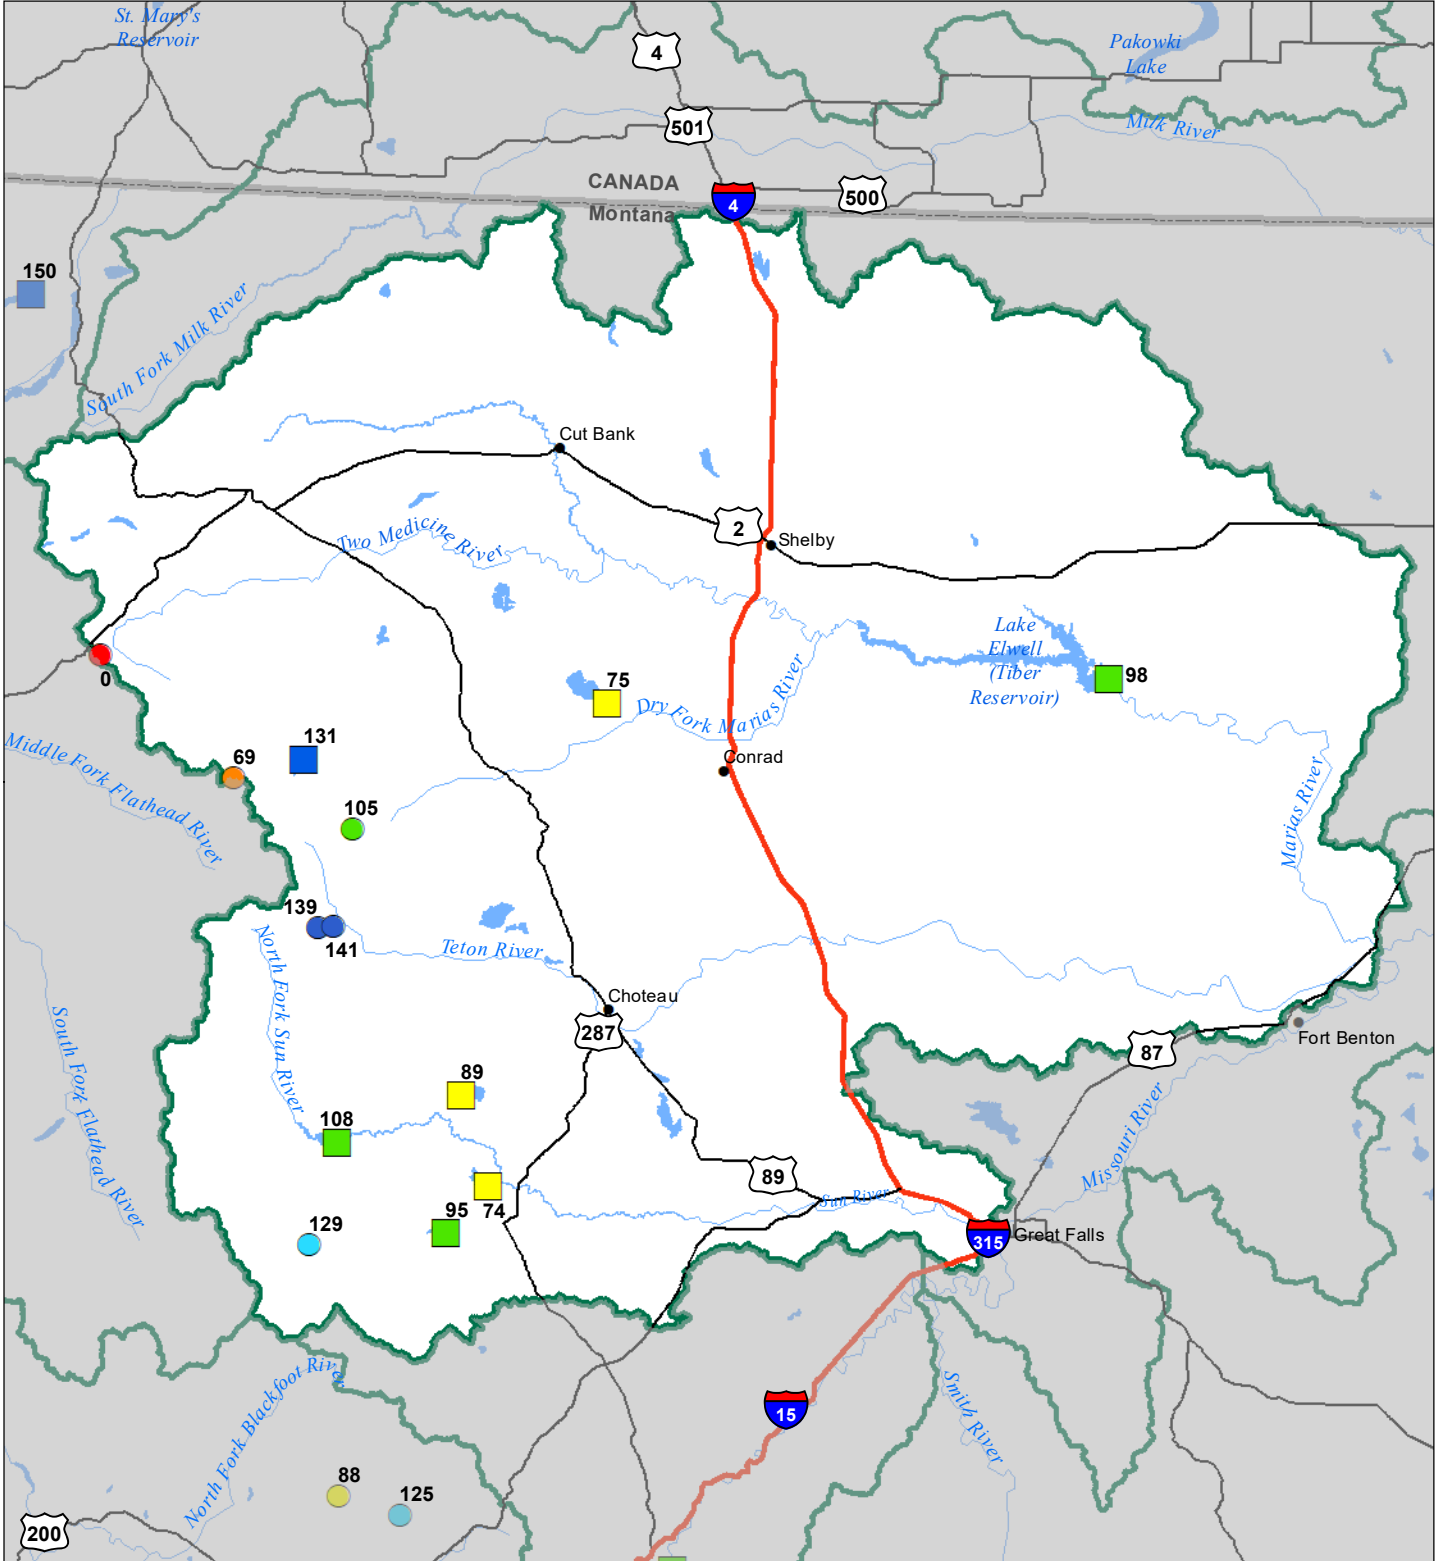 St. Mary's
Reservoir
4
Pakowki
Lake
501
Milk River
CANADA
Montana
4
500
150
South Fork Milk River
Cut Bank
2
Shelby
Two Medicine River
Lake
Elwell
(Tiber
Reservoir)
98
0
75
Dry Fork Marias River
Middle Fork Flathead River
69
131
Conrad
Marias River
105
139
141
North Fork Sun River
Teton River
Choteau
287
South Fork Flathead River
Fort Benton
87
89
108
Missouri River
89
74
95
Sun River
129
315
Great Falls
North Fork Blackfoot River
Smith River
15
88
125
200